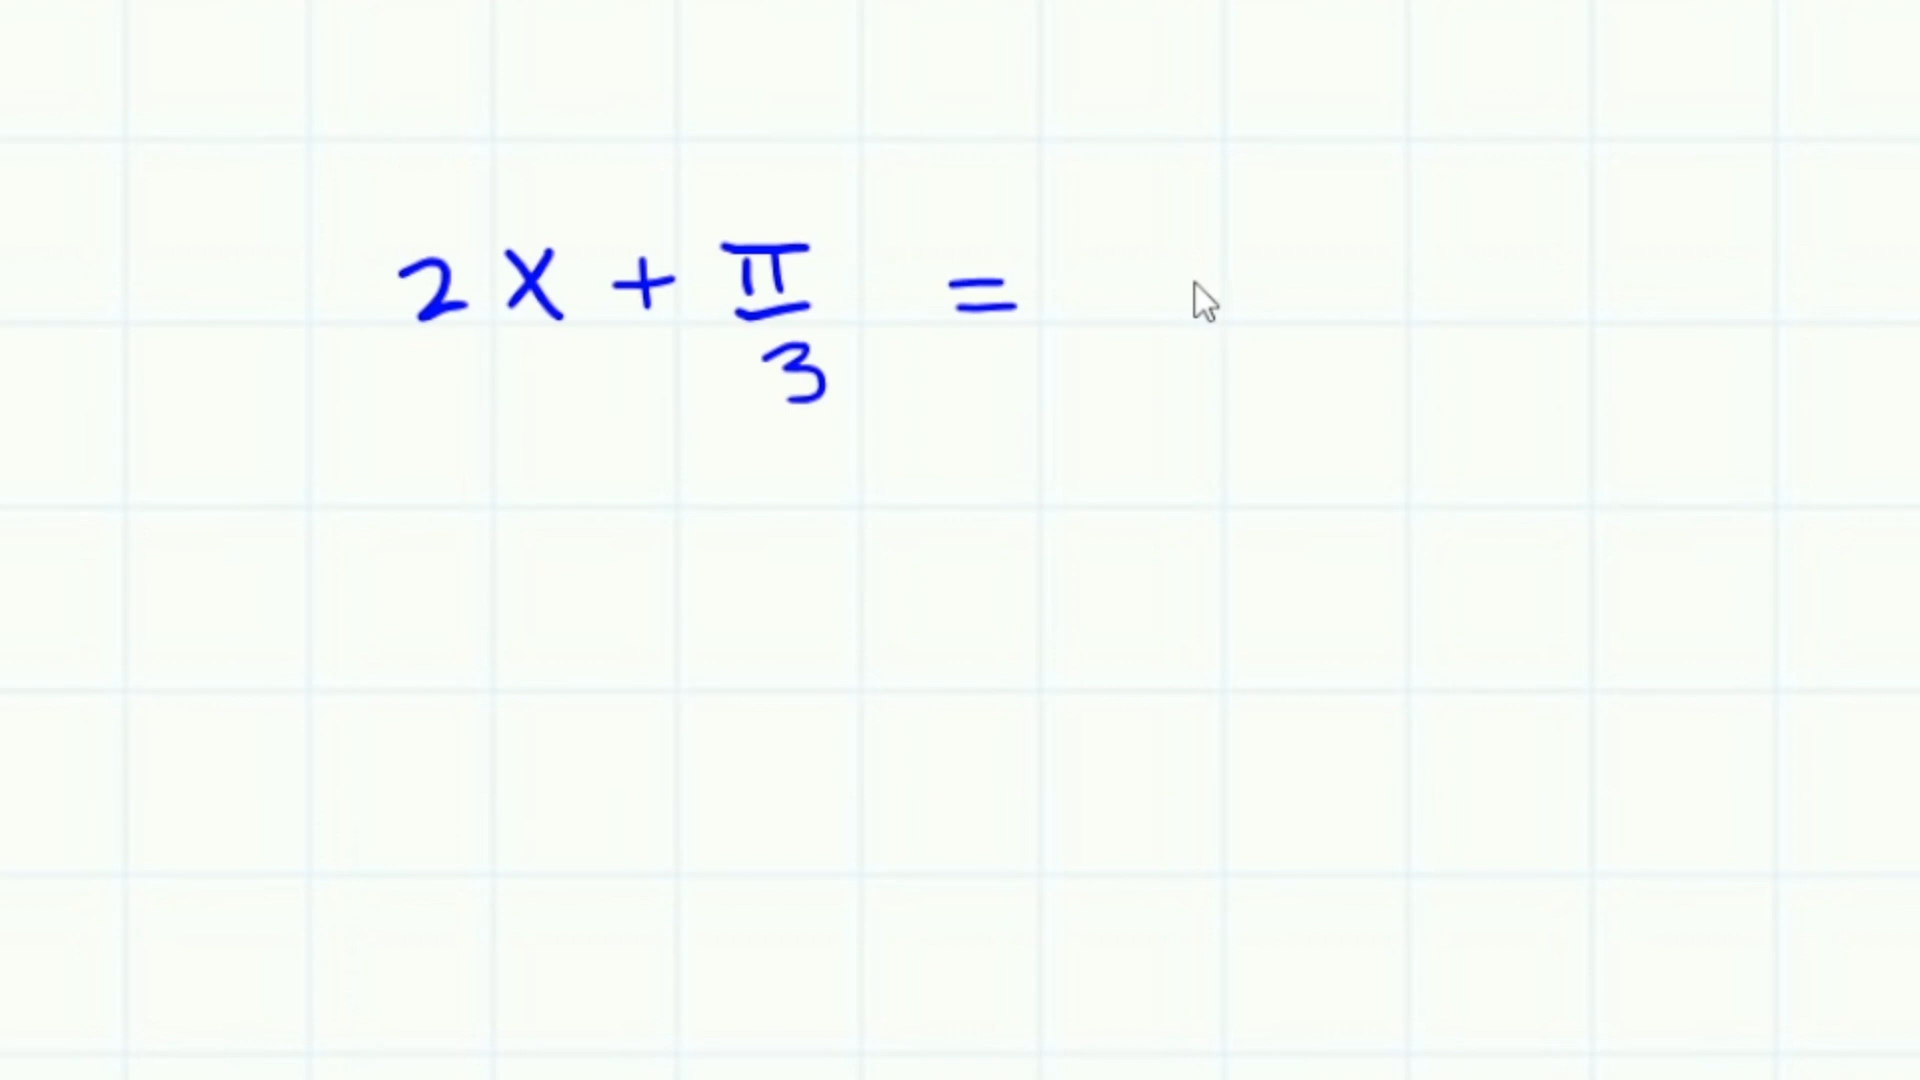 2x + π/3 =